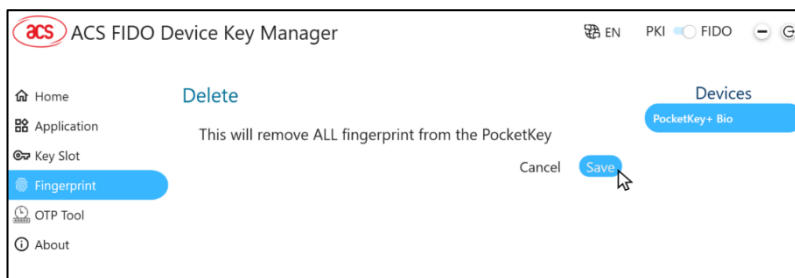 acs ACS FIDO Device Key Manager
EN PKI FIDO
Home
Application
Key Slot
Fingerprint
OTP Tool
About
Delete
This will remove ALL fingerprint from the PocketKey
Cancel Save
Devices
PocketKey+ Bio